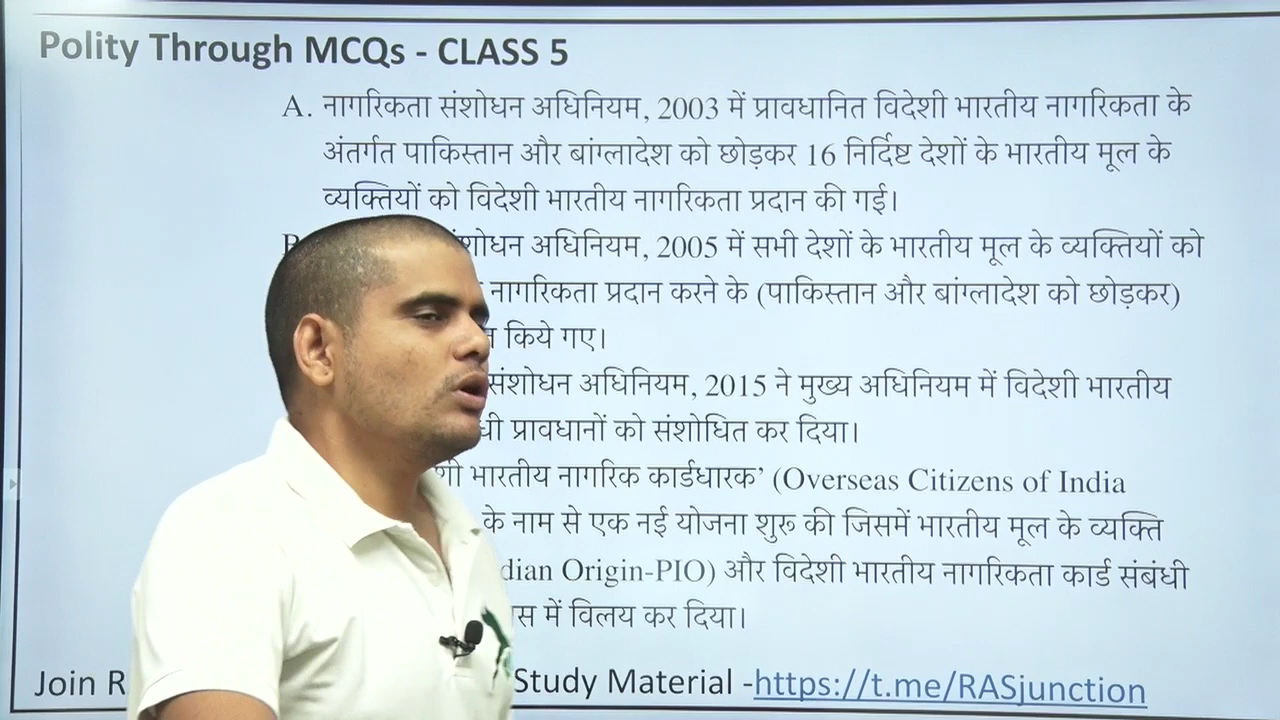 Polity Through MCQs - CLASS 5
A. नागरिकता संशोधन अधिनियम, 2003 में प्रावधानित विदेशी भारतीय नागरिकता के
अंतर्गत पाकिस्तान और बांग्लादेश को छोड़कर 16 निर्दिष्ट देशों के भारतीय मूल के
व्यक्तियों को विदेशी भारतीय नागरिकता प्रदान की गई।
संशोधन अधिनियम, 2005 में सभी देशों के भारतीय मूल के व्यक्तियों को
नागरिकता प्रदान करने के (पाकिस्तान और बांग्लादेश को छोड़कर)
किये गए।
संशोधन अधिनियम, 2015 ने मुख्य अधिनियम में विदेशी भारतीय
प्रावधानों को संशोधित कर दिया।
भारतीय नागरिक कार्डधारक’ (Overseas Citizens of India
के नाम से एक नई योजना शुरू की जिसमें भारतीय मूल के व्यक्ति
Origin-PIO) और विदेशी भारतीय नागरिकता कार्ड संबंधी
में विलय कर दिया।
Join Study Material -https://t.me/RASjunction